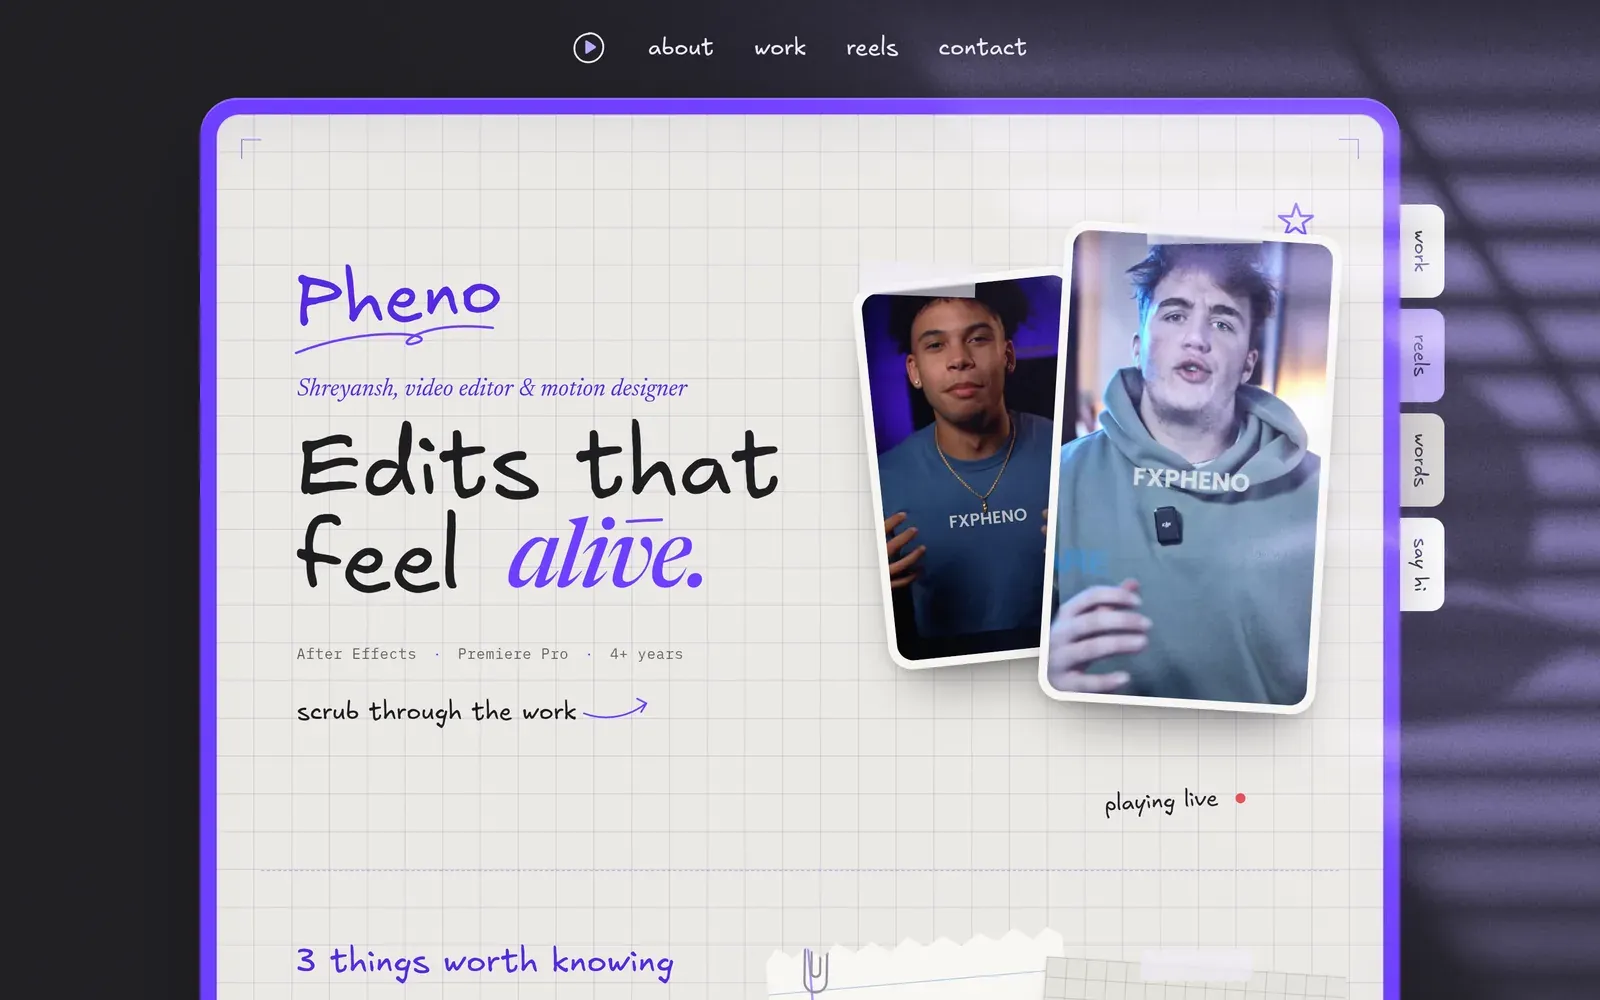 about work reels contact
Pheno
Shreyansh, video editor & motion designer
Edits that
feel alive.
After Effects · Premiere Pro · 4+ years
scrub through the work
FXPHENO
FXPHENO
playing live
work
reels
words
say hi
3 things worth knowing